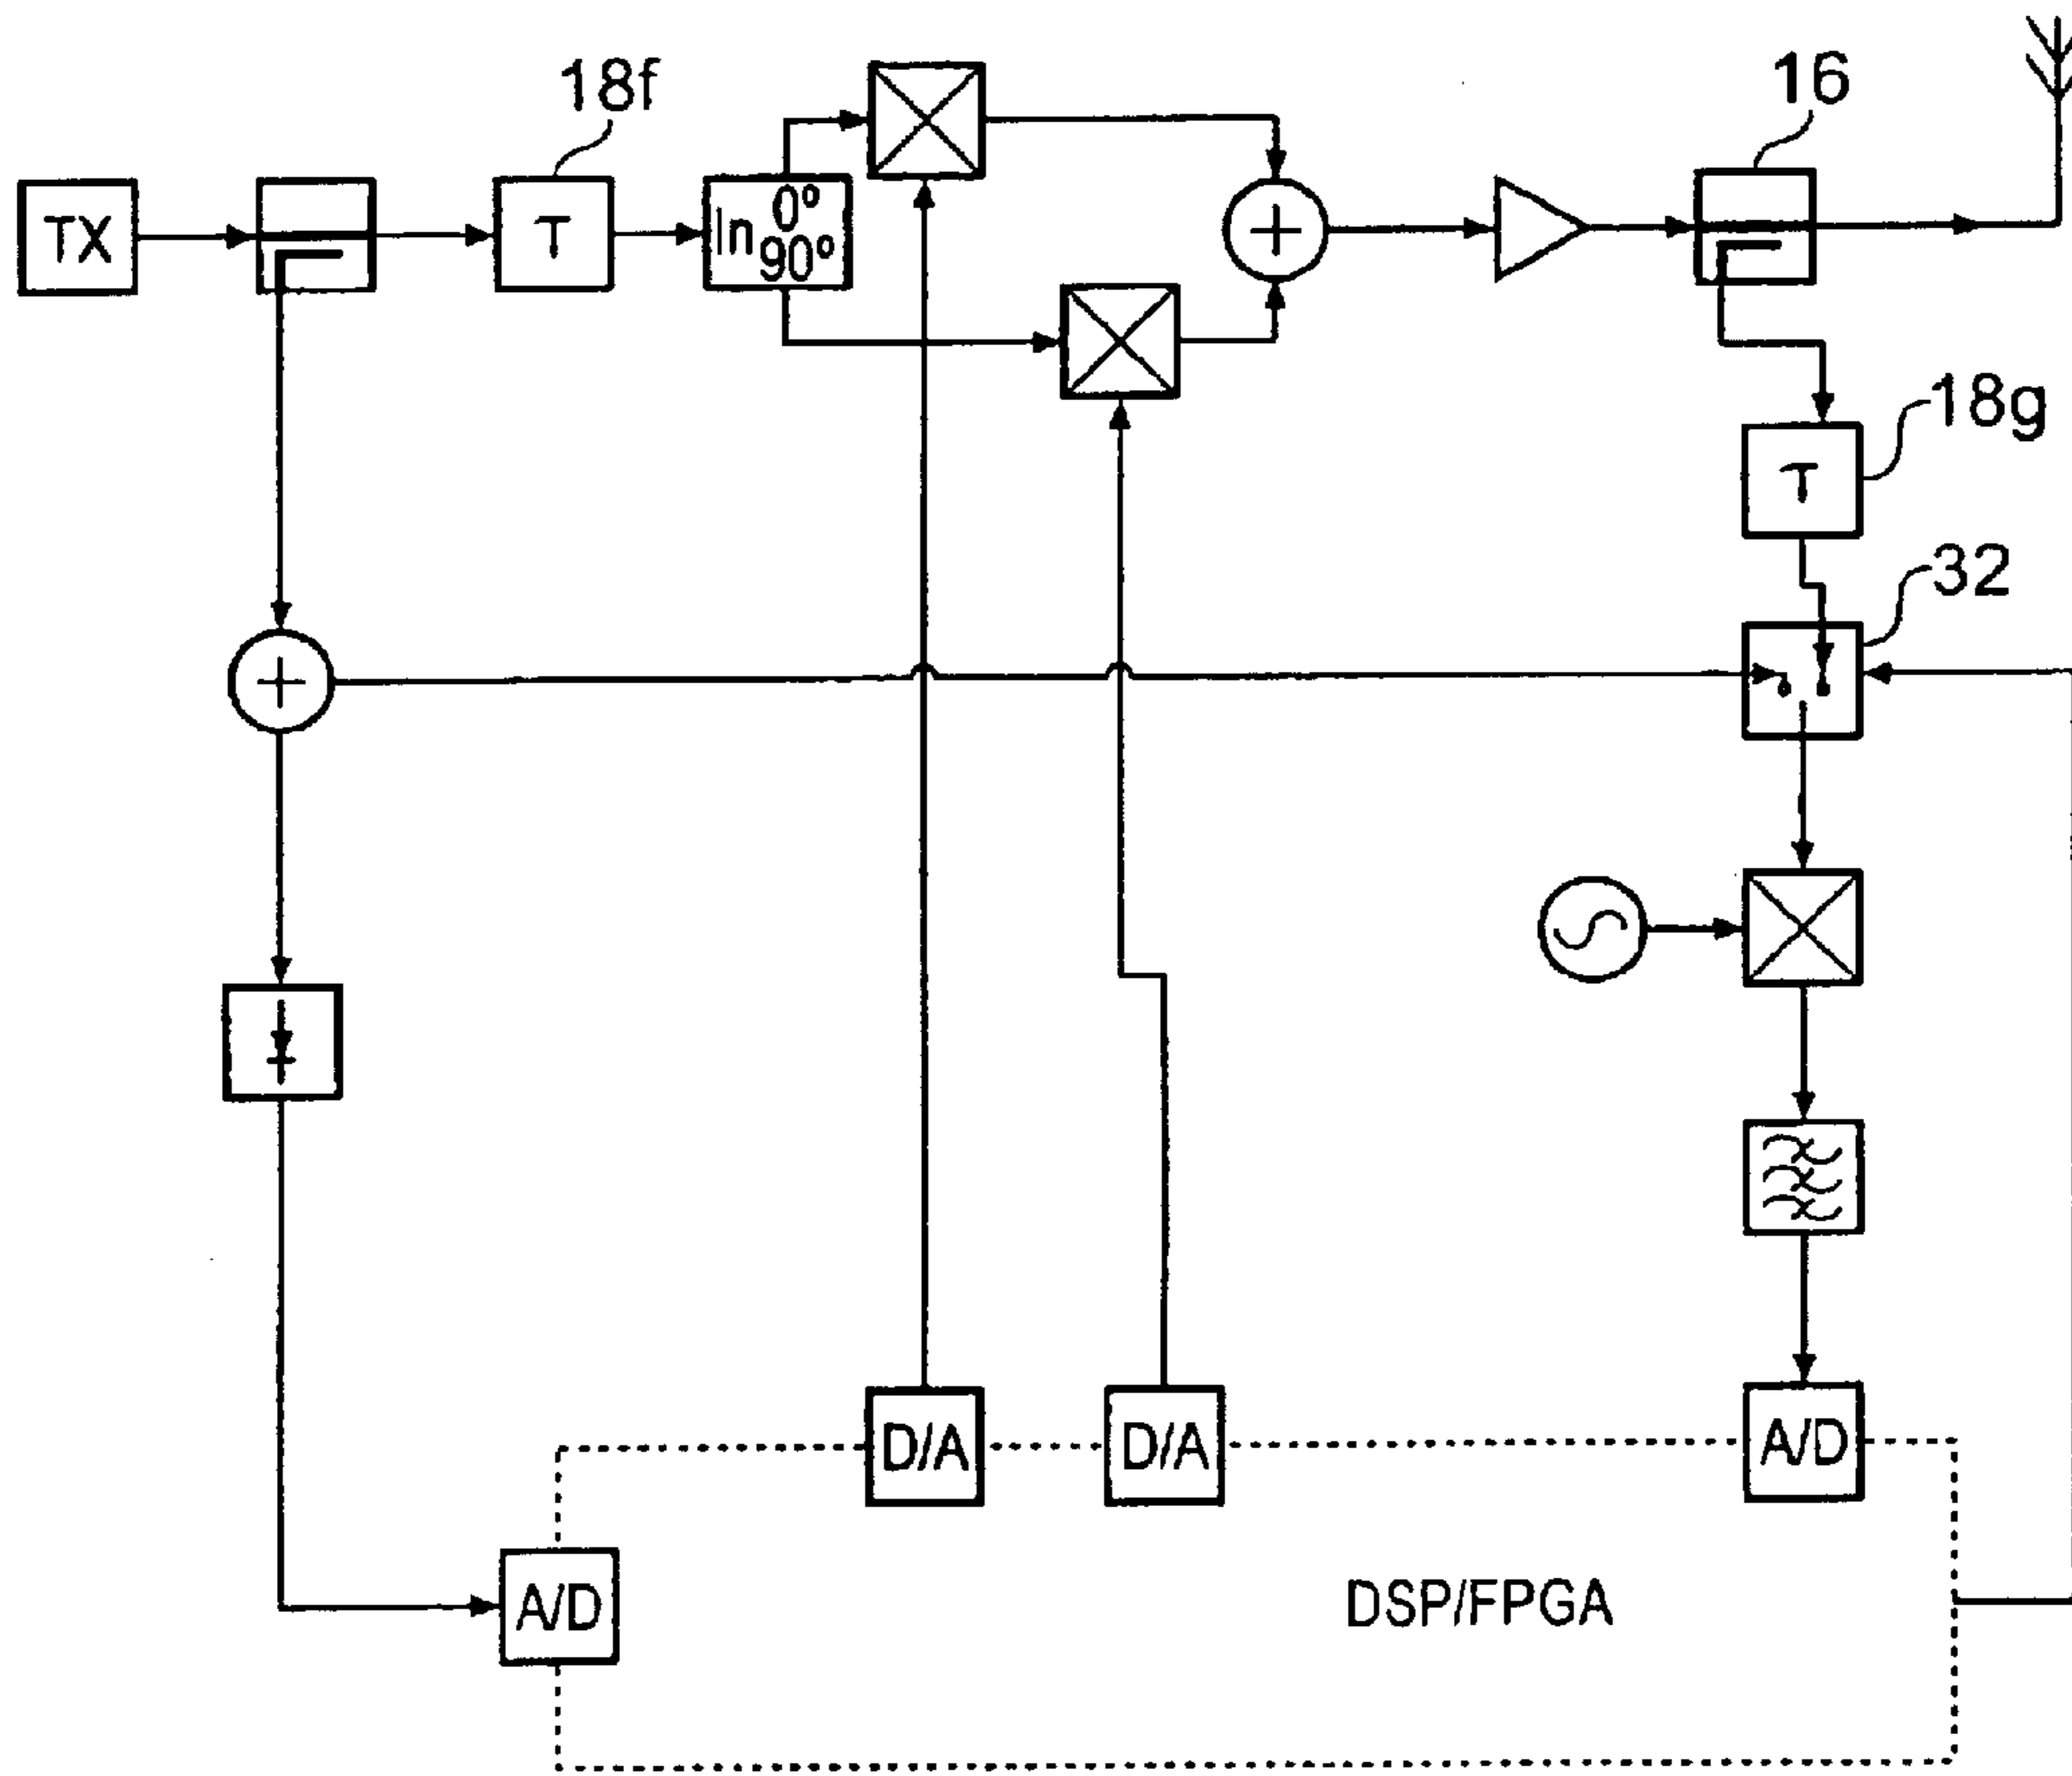 18f
16
TX
T
In 0°
90°
18g
T
32
D/A
D/A
A/D
A/D
DSP/FPGA